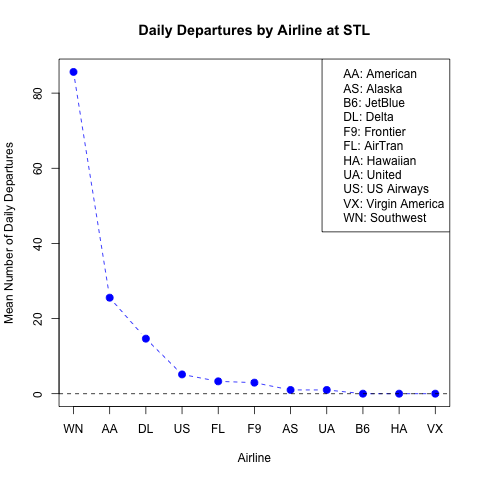 Daily Departures by Airline at STL
AA: American
AS: Alaska
B6: JetBlue
DL: Delta
F9: Frontier
FL: AirTran
HA: Hawaiian
UA: United
US: US Airways
VX: Virgin America
WN: Southwest
Mean Number of Daily Departures
80
60
40
20
0
WN AA DL US FL F9 AS UA B6 HA VX
Airline